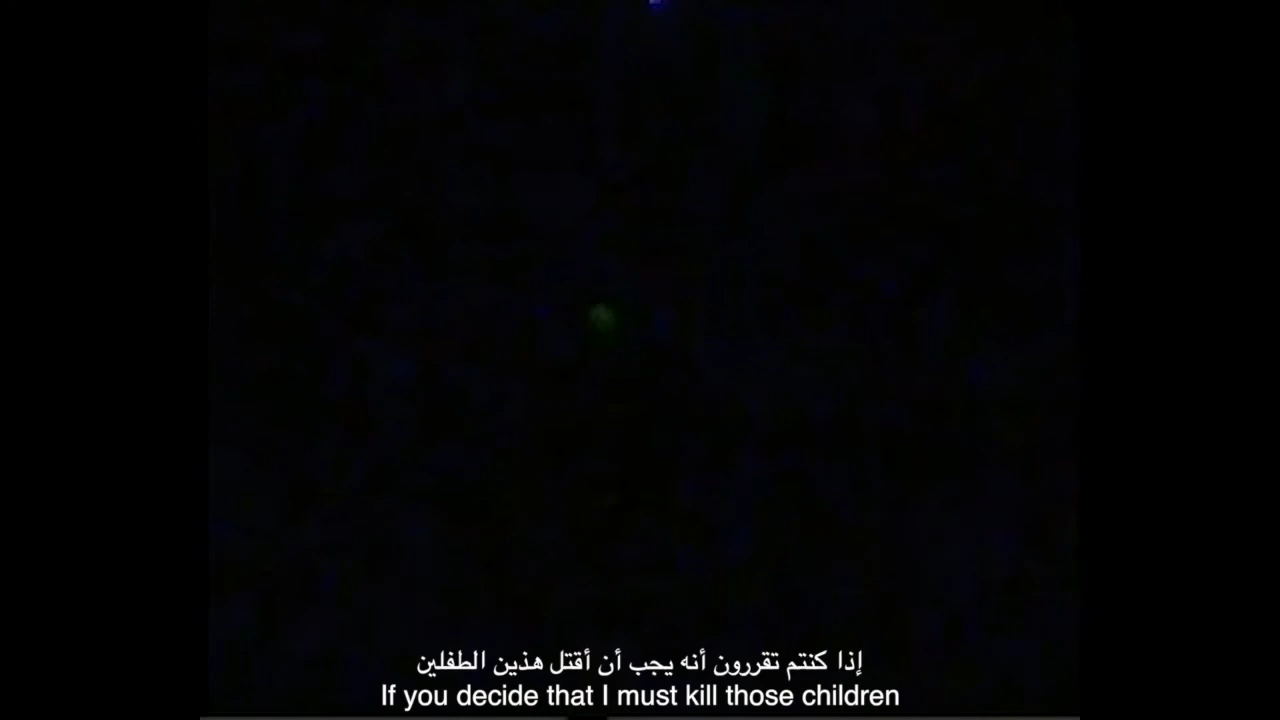 إذا كنتم تقررون أنه يجب أن أقتل هذين الطفلين
If you decide that I must kill those children